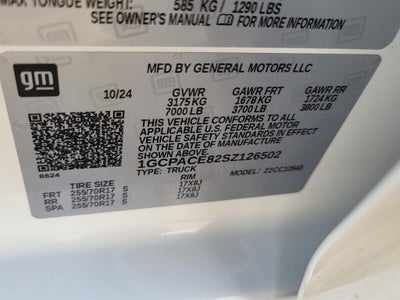 MAX TONGUE WEIGHT: 585 KG / 1290 LBS
SEE OWNER'S MANUAL FOR MORE INFORMATION
gm
MFD BY GENERAL MOTORS LLC
10/24 GVWR GAWR FRT GAWR RR
3175 KG 1678 KG 1724 KG
7000 LB 3700 LB 3800 LB
THIS VEHICLE CONFORMS TO ALL
APPLICABLE U.S. FEDERAL MOTOR
VEHICLE SAFETY STANDARDS IN
EFFECT ON THE DATE OF
MANUFACTURE SHOWN ABOVE.
1GCPACE82SZ126502
TYPE: TRUCK MODEL: 22CC10543
8624
TIRE SIZE RIM
FRT 255/70R17 S 17X8J
RR 255/70R17 S 17X8J
SPA 255/70R17 S 17X8J